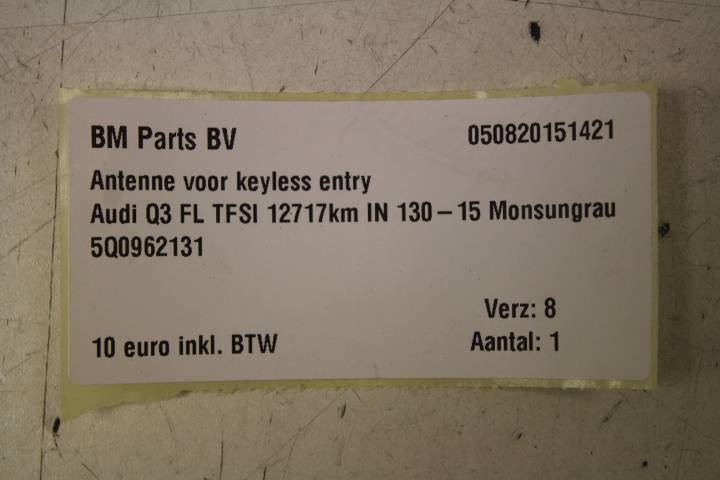 BM Parts BV 050820151421
Antenne voor keyless entry
Audi Q3 FL TFSI 12717km IN 130-15 Monsungrau
5Q0962131
Verz: 8
10 euro inkl. BTW Aantal: 1